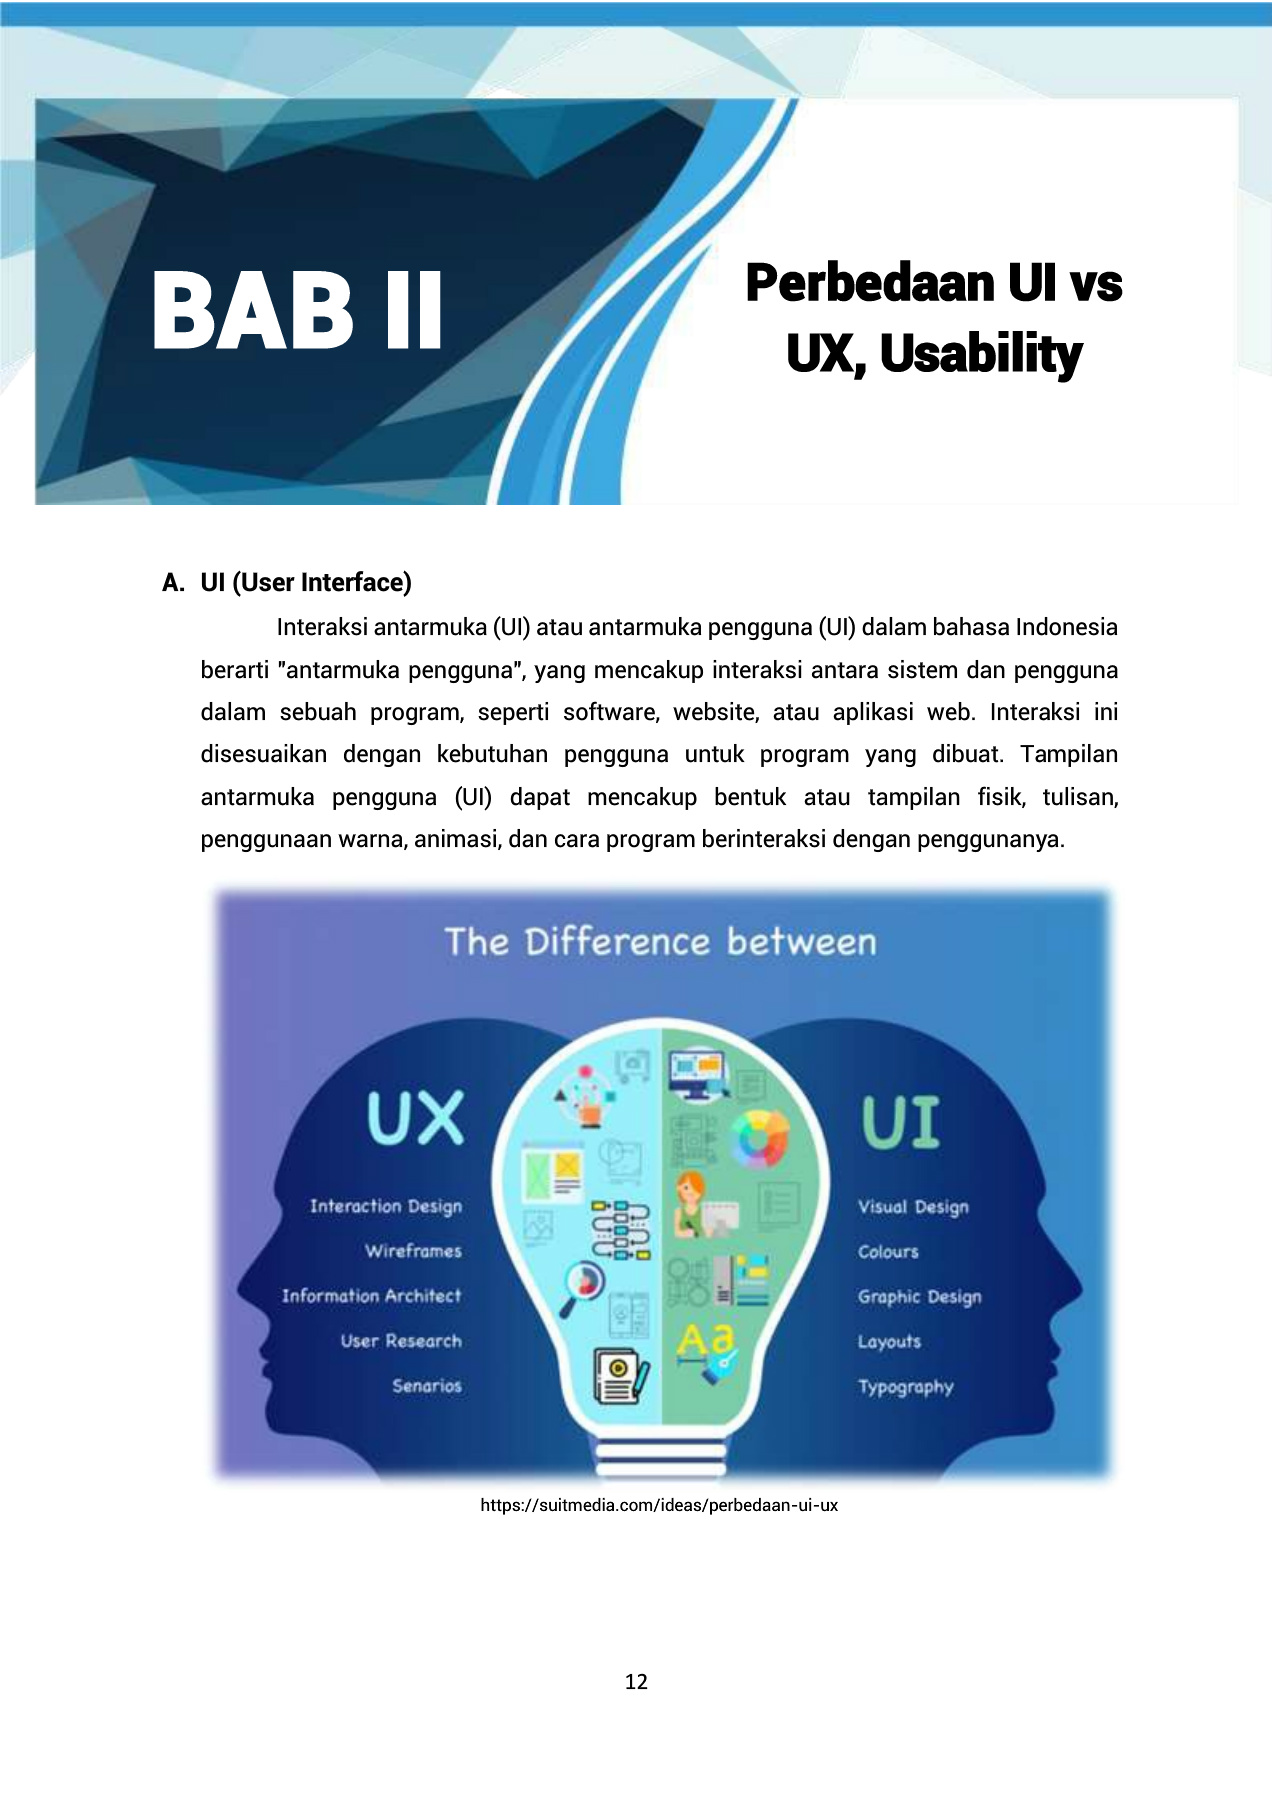 BAB II
Perbedaan UI vs
UX, Usability
A. UI (User Interface)
Interaksi antarmuka (UI) atau antarmuka pengguna (UI) dalam bahasa Indonesia
berarti "antarmuka pengguna", yang mencakup interaksi antara sistem dan pengguna
dalam sebuah program, seperti software, website, atau aplikasi web. Interaksi ini
disesuaikan dengan kebutuhan pengguna untuk program yang dibuat. Tampilan
antarmuka pengguna (UI) dapat mencakup bentuk atau tampilan fisik, tulisan,
penggunaan warna, animasi, dan cara program berinteraksi dengan penggunanya.
The Difference between
UX
Interaction Design
Wireframes
Information Architect
User Research
Senarios
Aa
UI
Visual Design
Colours
Graphic Design
Layouts
Typography
https://suitmedia.com/ideas/perbedaan-ui-ux
12